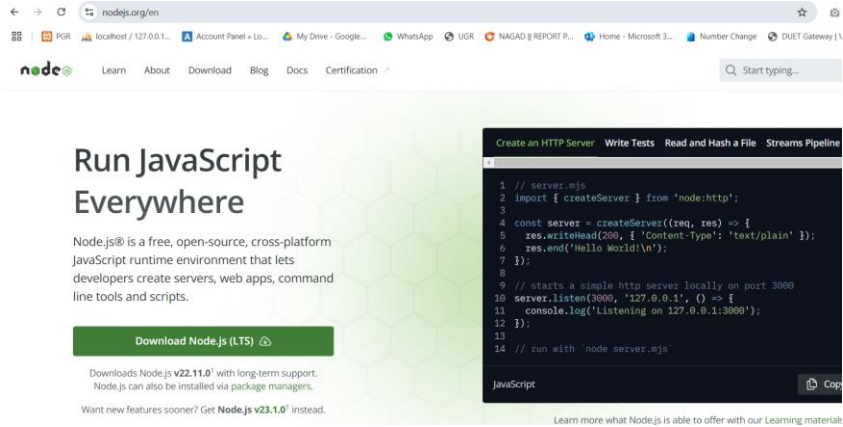 nodejs.org/en
PGR localhost / 127.0.0.1... Account Panel « Lo... My Drive - Google... WhatsApp UGR NAGAD || REPORT P... Home - Microsoft 3... Number Change DUET Gateway |
node Learn About Download Blog Docs Certification Start typing...
Run JavaScript
Everywhere
Node.js® is a free, open-source, cross-platform
JavaScript runtime environment that lets
developers create servers, web apps, command
line tools and scripts.
Download Node.js (LTS)
Downloads Node.js v22.11.0¹ with long-term support.
Node.js can also be installed via package managers.
Want new features sooner? Get Node.js v23.1.0¹ instead.
Create an HTTP Server Write Tests Read and Hash a File Streams Pipeline
1 // server.mjs
2 import { createServer } from 'node:http';
3
4 const server = createServer((req, res) => {
5 res.writeHead(200, { 'Content-Type': 'text/plain' });
6 res.end('Hello World!\n');
7 });
8
9 // starts a simple http server locally on port 3000
10 server.listen(3000, '127.0.0.1', () => {
11 console.log('Listening on 127.0.0.1:3000');
12 });
13
14 // run with `node server.mjs`
JavaScript Copy
Learn more what Node.js is able to offer with our Learning materials